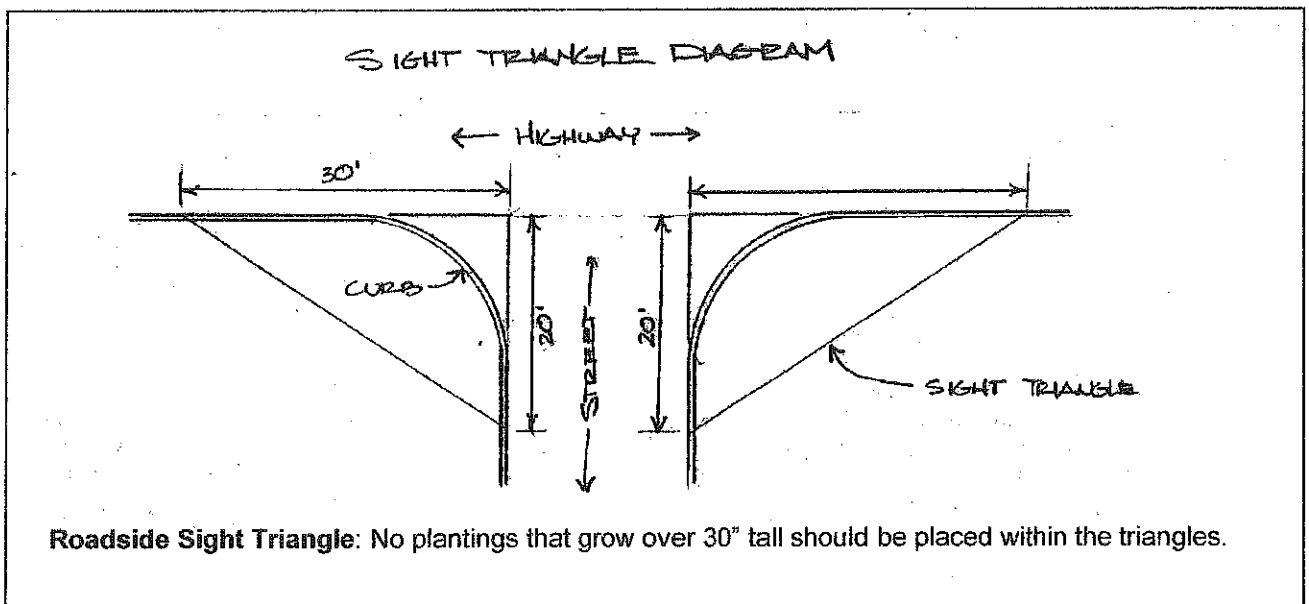 SIGHT TRIANGLE DIAGRAM
← HIGHWAY →
30'
CURB
20'
STREET
20'
SIGHT TRIANGLE
Roadside Sight Triangle: No plantings that grow over 30” tall should be placed within the triangles.